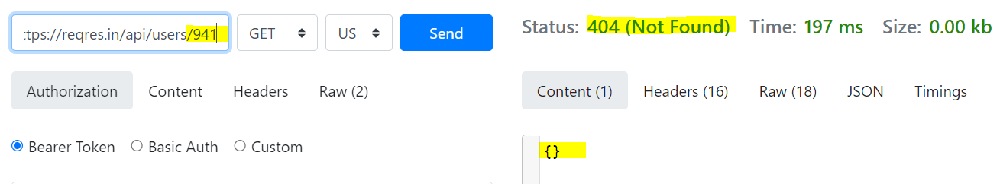 :tps://reqres.in/api/users/941 GET US Send
Authorization Content Headers Raw (2)
Bearer Token Basic Auth Custom
Status: 404 (Not Found) Time: 197 ms Size: 0.00 kb
Content (1) Headers (16) Raw (18) JSON Timings
{}